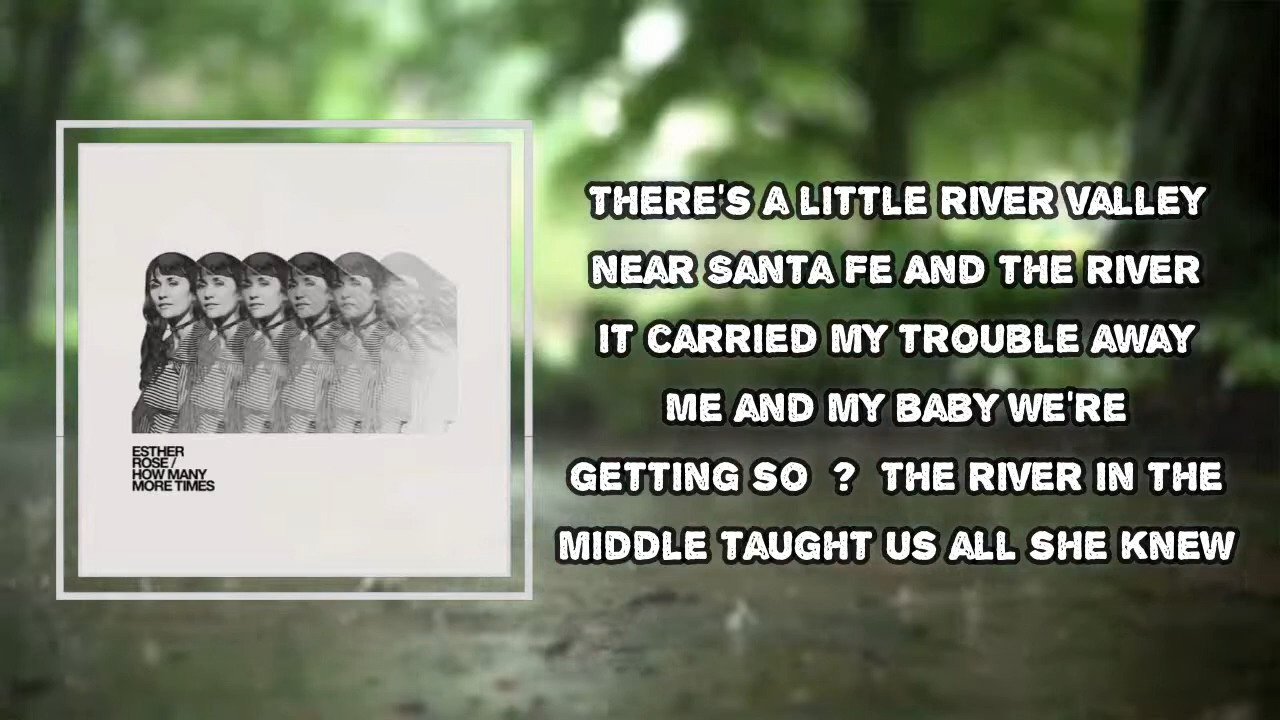 THERE'S A LITTLE RIVER VALLEY
NEAR SANTA FE AND THE RIVER
IT CARRIED MY TROUBLE AWAY
ME AND MY BABY WE'RE
GETTING SO ? THE RIVER IN THE
MIDDLE TAUGHT US ALL SHE KNEW
ESTHER
ROSE /
HOW MANY
MORE TIMES